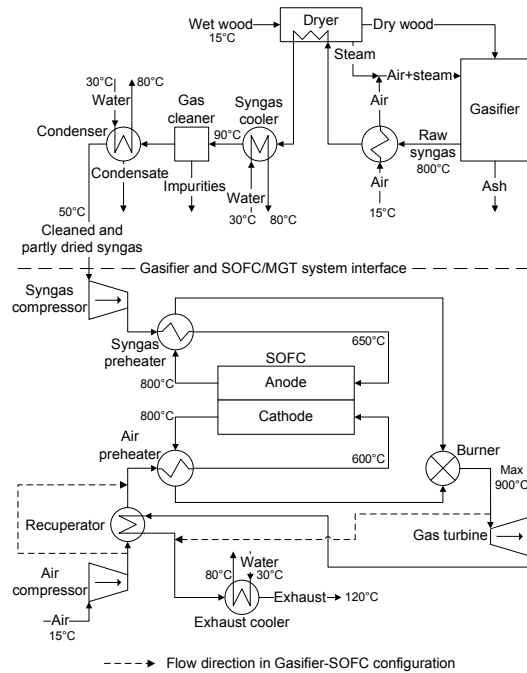 Wet wood
15°C
Dryer
Dry wood
Steam
Air+steam
Gasifier
30°C
80°C
Water
Condenser
Gas
cleaner
Syngas
cooler
90°C
Air
Raw
syngas
800°C
Condensate
Impurities
Water
30°C
80°C
Air
15°C
Ash
50°C
Cleaned and
partly dried syngas
Gasifier and SOFC/MGT system interface
Syngas
compressor
Syngas
preheater
650°C
SOFC
800°C
Anode
800°C
Cathode
Air
preheater
600°C
Burner
Max
900°C
Recuperator
Gas turbine
Air
compressor
Water
80°C
30°C
Air
15°C
Exhaust
120°C
Exhaust cooler
Flow direction in Gasifier-SOFC configuration